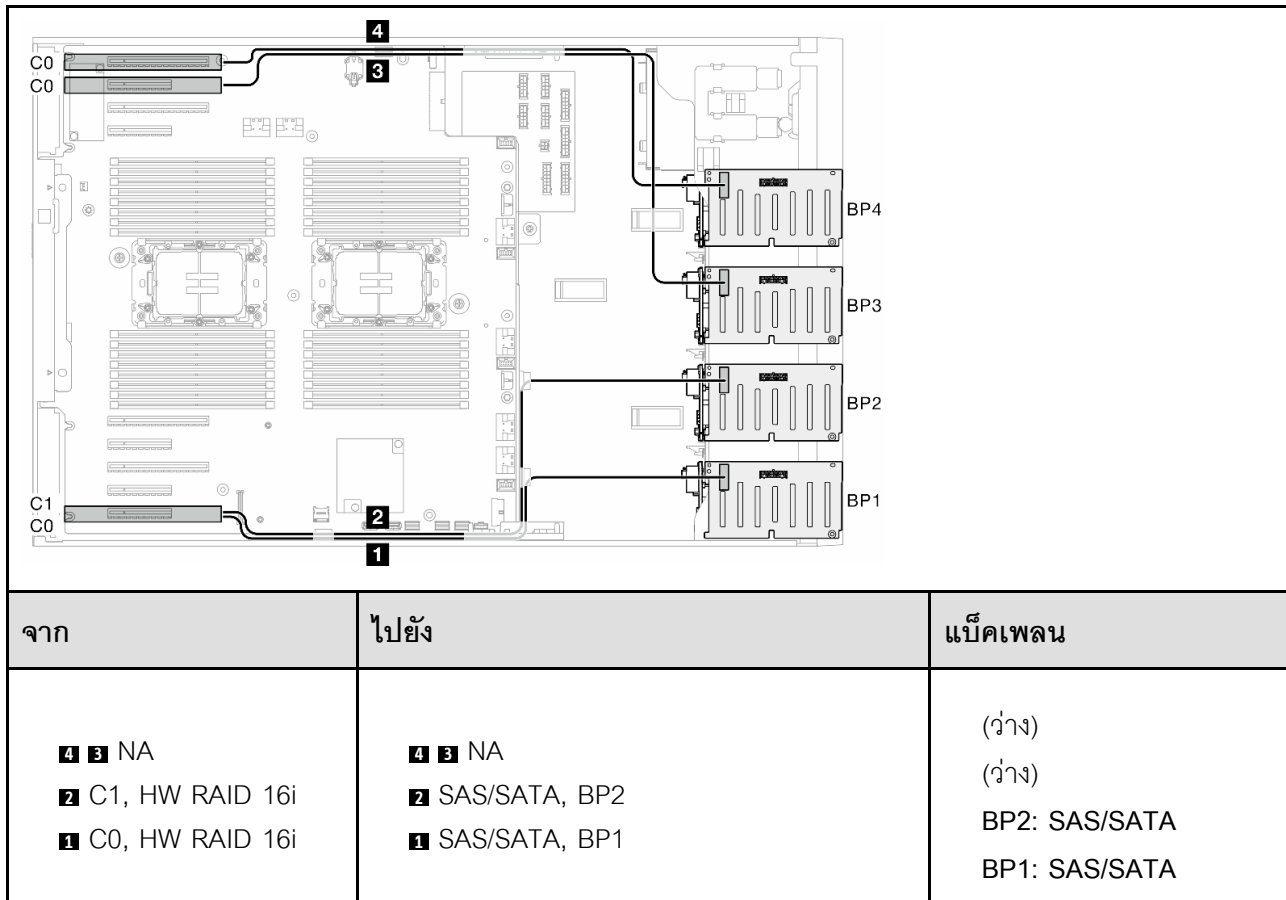 4
C0
C0
3
BP4
BP3
BP2
BP1
C1
C0
2
1
จาก
ไปยัง
แบ็คเพลน
4 3 NA
2 C1, HW RAID 16i
1 C0, HW RAID 16i
4 3 NA
2 SAS/SATA, BP2
1 SAS/SATA, BP1
(ว่าง)
(ว่าง)
BP2: SAS/SATA
BP1: SAS/SATA